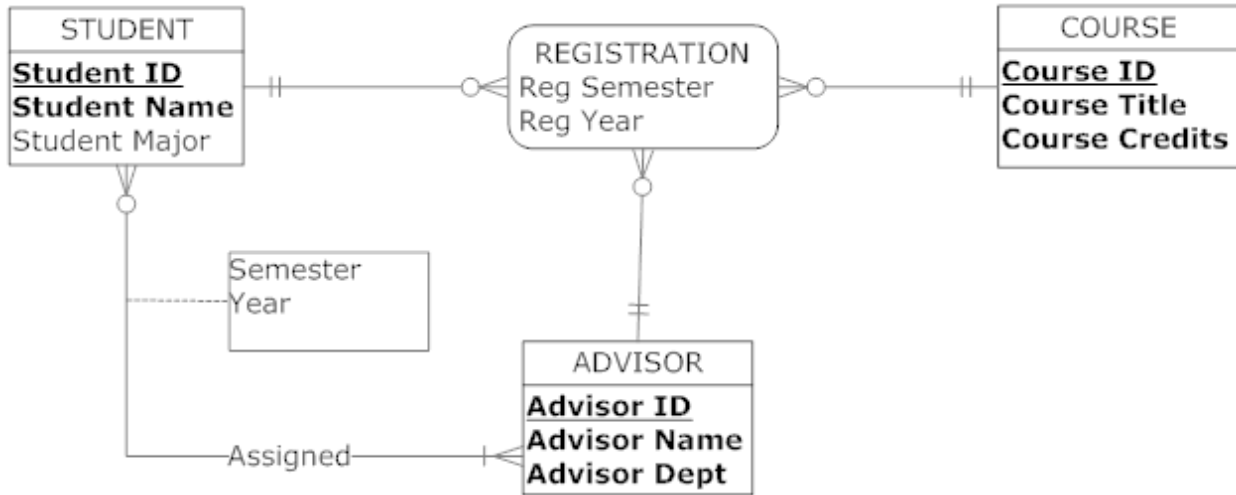 STUDENT
Student ID
Student Name
Student Major
REGISTRATION
Reg Semester
Reg Year
COURSE
Course ID
Course Title
Course Credits
Semester
Year
ADVISOR
Advisor ID
Advisor Name
Advisor Dept
Assigned